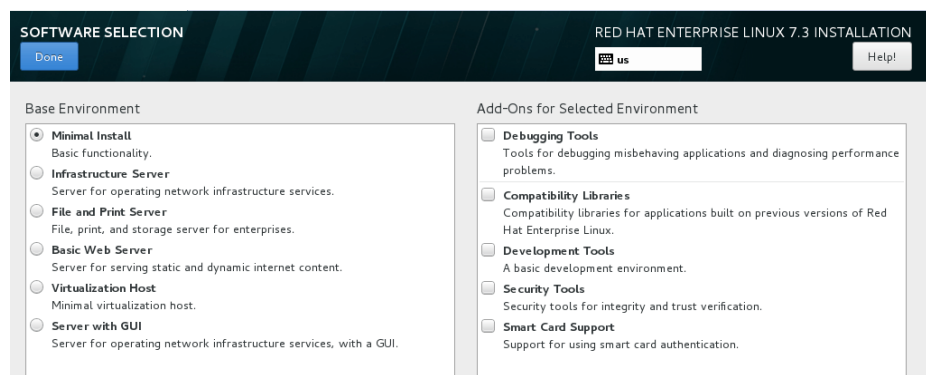 SOFTWARE SELECTION
Done
RED HAT ENTERPRISE LINUX 7.3 INSTALLATION
us
Help!
Base Environment
Minimal Install
Basic functionality.
Infrastructure Server
Server for operating network infrastructure services.
File and Print Server
File, print, and storage server for enterprises.
Basic Web Server
Server for serving static and dynamic internet content.
Virtualization Host
Minimal virtualization host.
Server with GUI
Server for operating network infrastructure services, with a GUI.
Add-Ons for Selected Environment
Debugging Tools
Tools for debugging misbehaving applications and diagnosing performance
problems.
Compatibility Libraries
Compatibility libraries for applications built on previous versions of Red
Hat Enterprise Linux.
Development Tools
A basic development environment.
Security Tools
Security tools for integrity and trust verification.
Smart Card Support
Support for using smart card authentication.